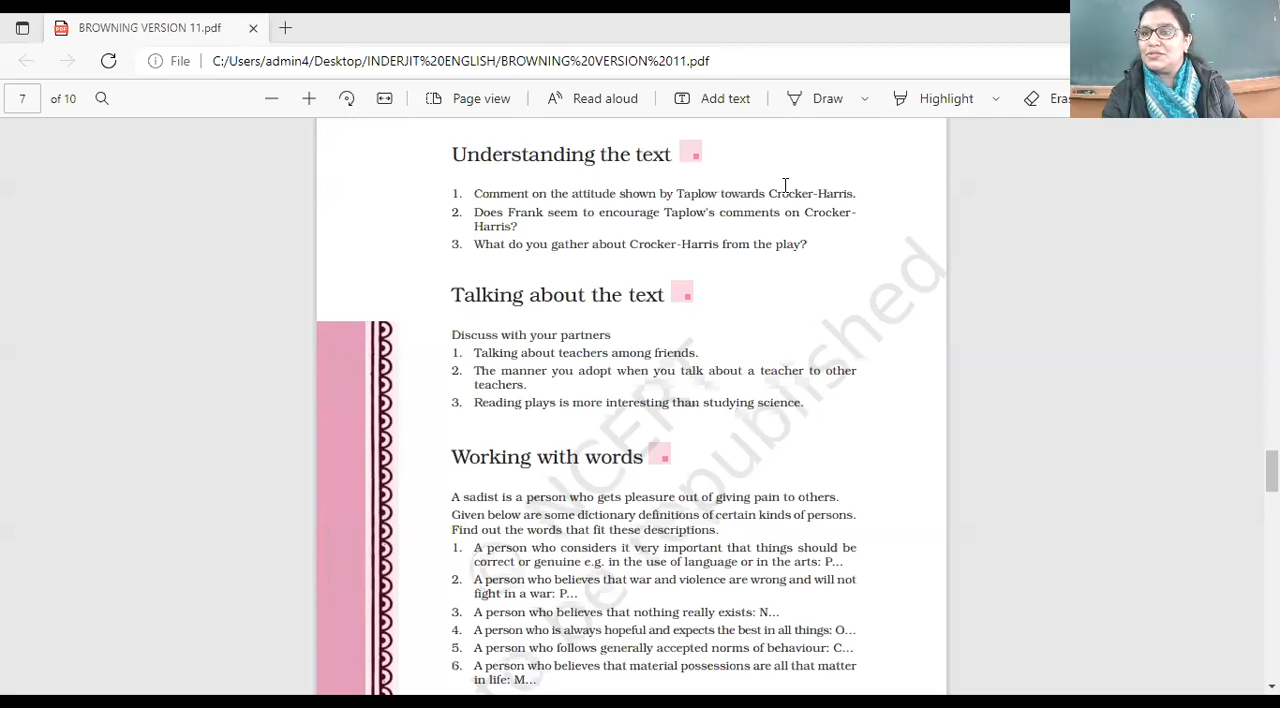 BROWNING VERSION 11.pdf
File C:/Users/admin4/Desktop/INDERJIT%20ENGLISH/BROWNING%20VERSION%2011.pdf
7 of 10 Page view Read aloud Add text Draw Highlight Eras
Understanding the text
1. Comment on the attitude shown by Taplow towards Crocker-Harris.
2. Does Frank seem to encourage Taplow's comments on Crocker-
Harris?
3. What do you gather about Crocker-Harris from the play?
Talking about the text
Discuss with your partners
1. Talking about teachers among friends.
2. The manner you adopt when you talk about a teacher to other
teachers.
3. Reading plays is more interesting than studying science.
Working with words
A sadist is a person who gets pleasure out of giving pain to others.
Given below are some dictionary definitions of certain kinds of persons.
Find out the words that fit these descriptions.
1. A person who considers it very important that things should be
correct or genuine e.g. in the use of language or in the arts: P...
2. A person who believes that war and violence are wrong and will not
fight in a war: P...
3. A person who believes that nothing really exists: N...
4. A person who is always hopeful and expects the best in all things: O...
5. A person who follows generally accepted norms of behaviour: C...
6. A person who believes that material possessions are all that matter
in life: M...
© NCERT
to be republished